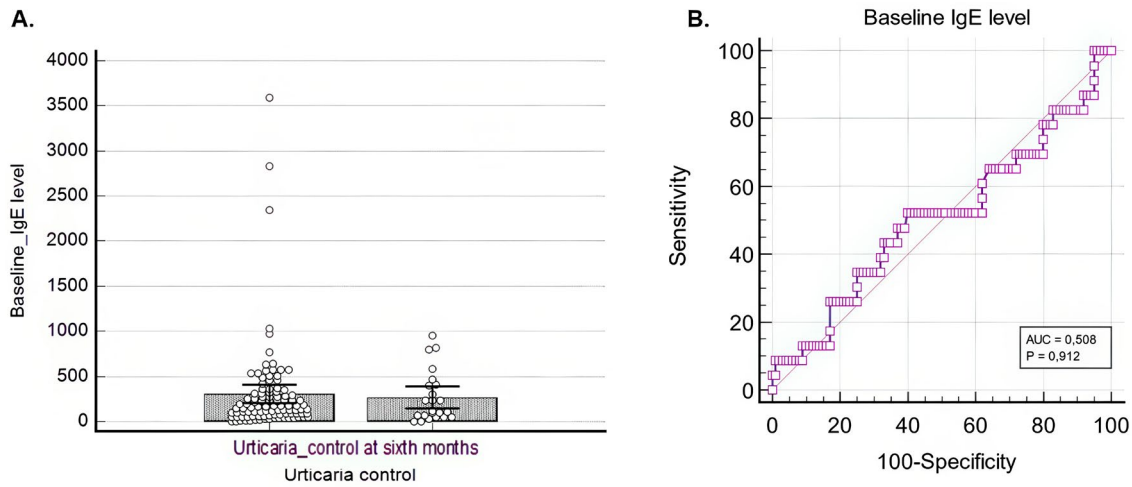 A.
4000
3500
3000
2500
2000
1500
1000
500
0
Baseline_IgE level
Urticaria_control at sixth months
Urticaria control
B.
Baseline IgE level
100
80
60
40
20
0
Sensitivity
AUC = 0,508
P = 0,912
0 20 40 60 80 100
100-Specificity